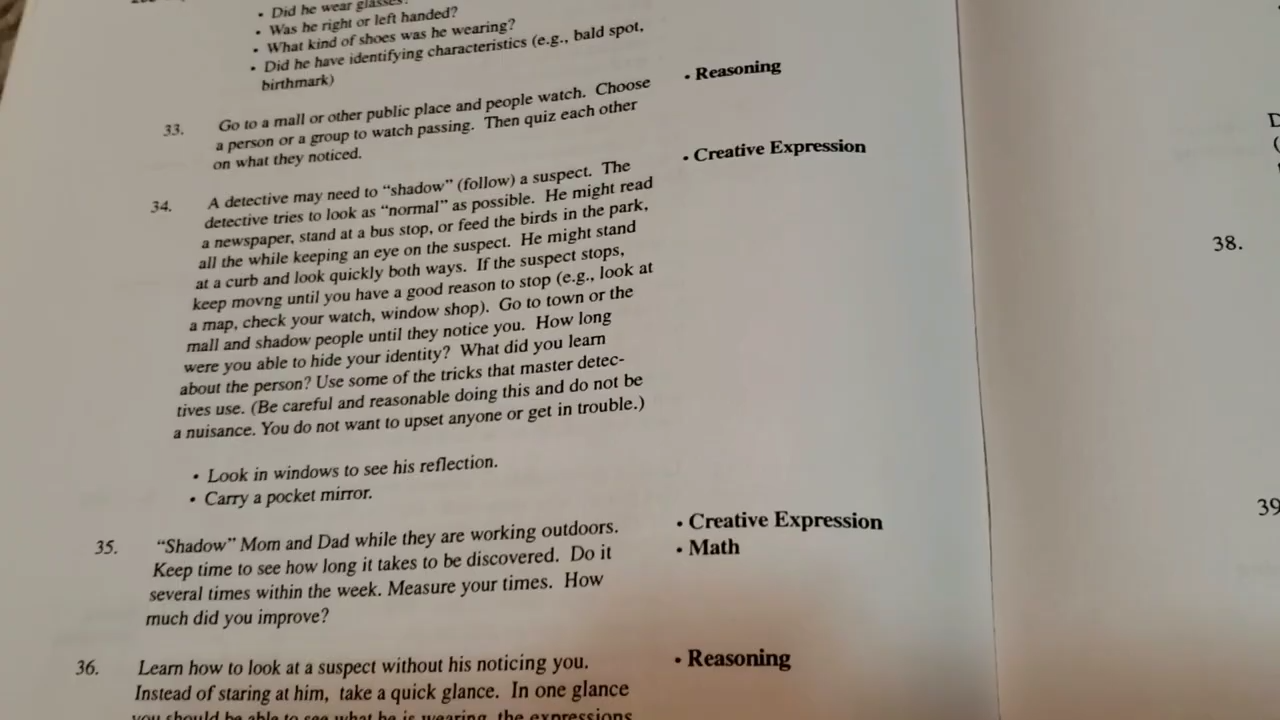 • Did he wear glasses?
• Was he right or left handed?
• What kind of shoes was he wearing?
• Did he have identifying characteristics (e.g., bald spot,
birthmark)
33. Go to a mall or other public place and people watch. Choose
a person or a group to watch passing. Then quiz each other
on what they noticed.
• Reasoning
34. A detective may need to “shadow” (follow) a suspect. The
detective tries to look as “normal” as possible. He might read
a newspaper, stand at a bus stop, or feed the birds in the park,
all the while keeping an eye on the suspect. He might stand
at a curb and look quickly both ways. If the suspect stops,
keep movng until you have a good reason to stop (e.g., look at
a map, check your watch, window shop). Go to town or the
mall and shadow people until they notice you. How long
were you able to hide your identity? What did you learn
about the person? Use some of the tricks that master detec-
tives use. (Be careful and reasonable doing this and do not be
a nuisance. You do not want to upset anyone or get in trouble.)
• Creative Expression
• Look in windows to see his reflection.
• Carry a pocket mirror.
35. “Shadow” Mom and Dad while they are working outdoors.
Keep time to see how long it takes to be discovered. Do it
several times within the week. Measure your times. How
much did you improve?
• Creative Expression
• Math
36. Learn how to look at a suspect without his noticing you.
Instead of staring at him, take a quick glance. In one glance
you should be able to see what he is wearing, the expressions
• Reasoning
38.
39